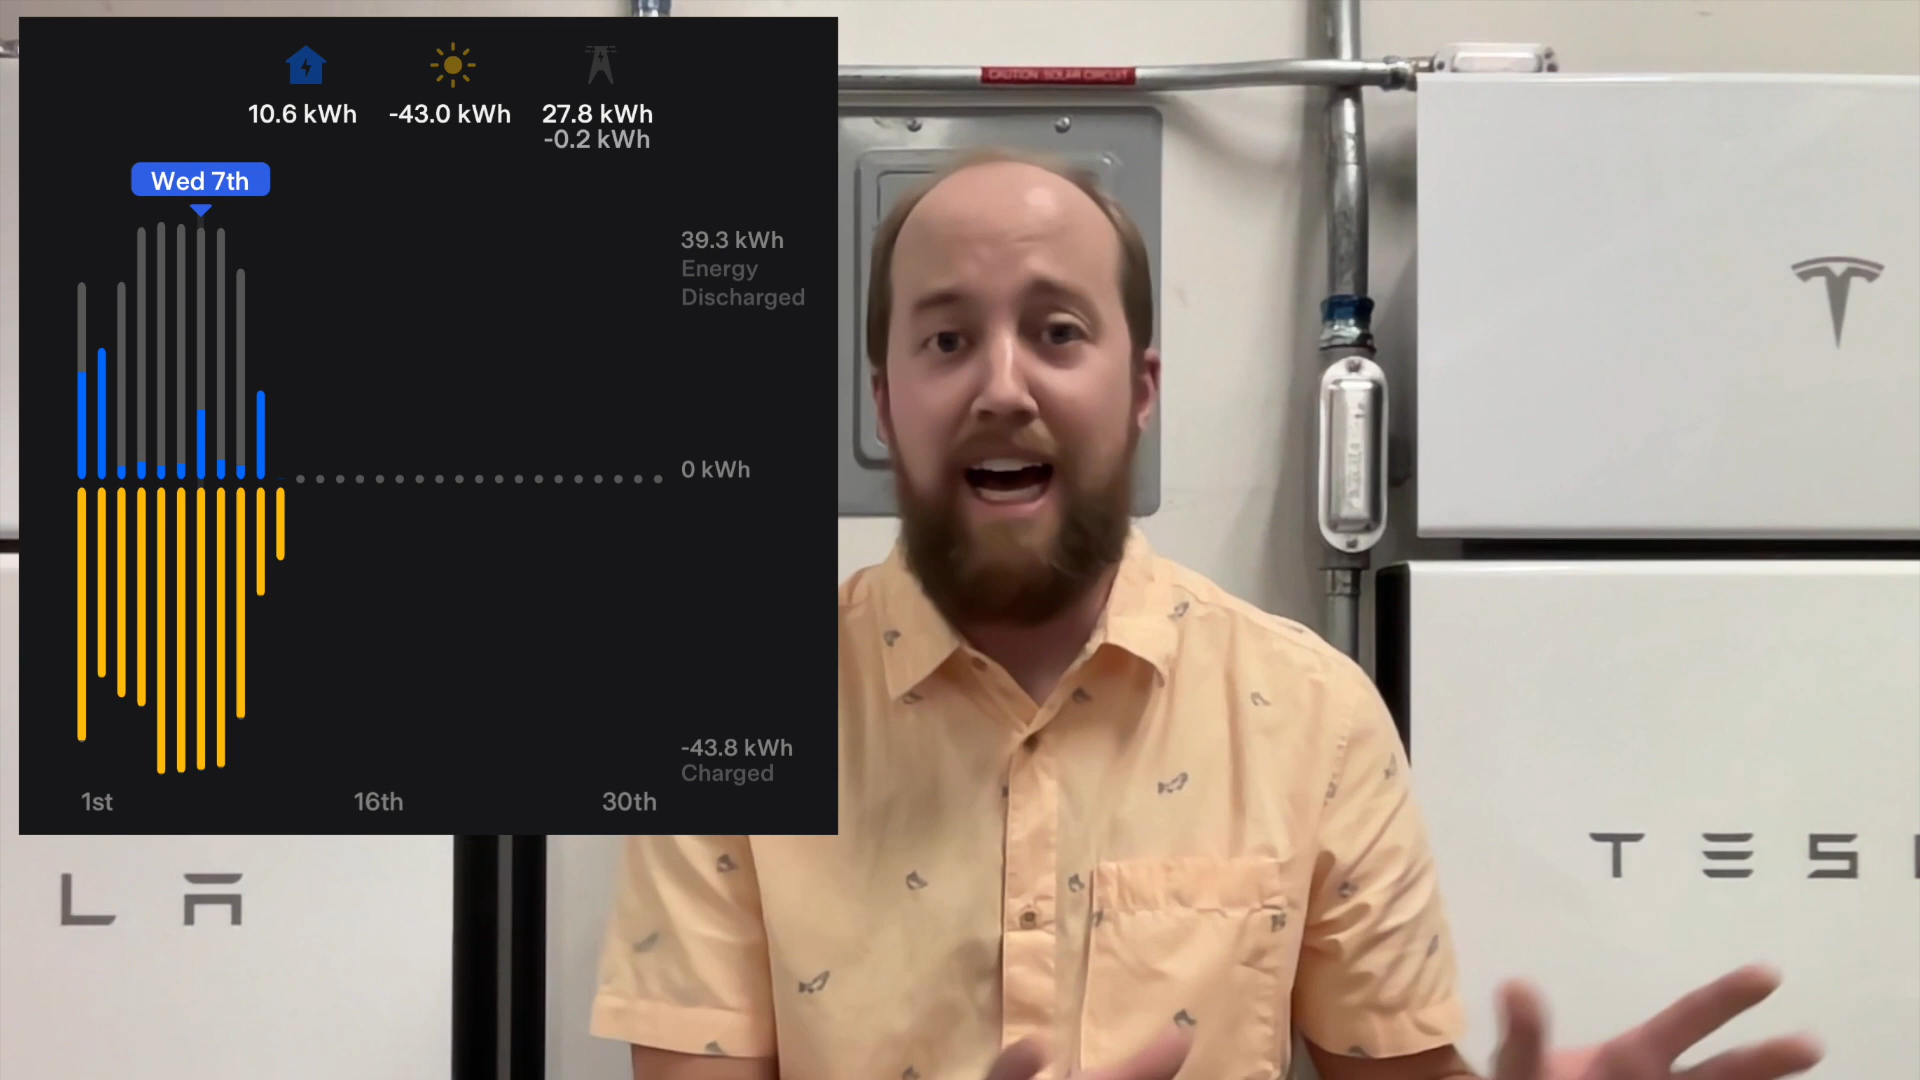 10.6 kWh
-43.0 kWh
27.8 kWh
-0.2 kWh
Wed 7th
39.3 kWh
Energy
Discharged
0 kWh
-43.8 kWh
Charged
1st
16th
30th
CAUTION: SOLAR CIRCUIT
L A
T E S L